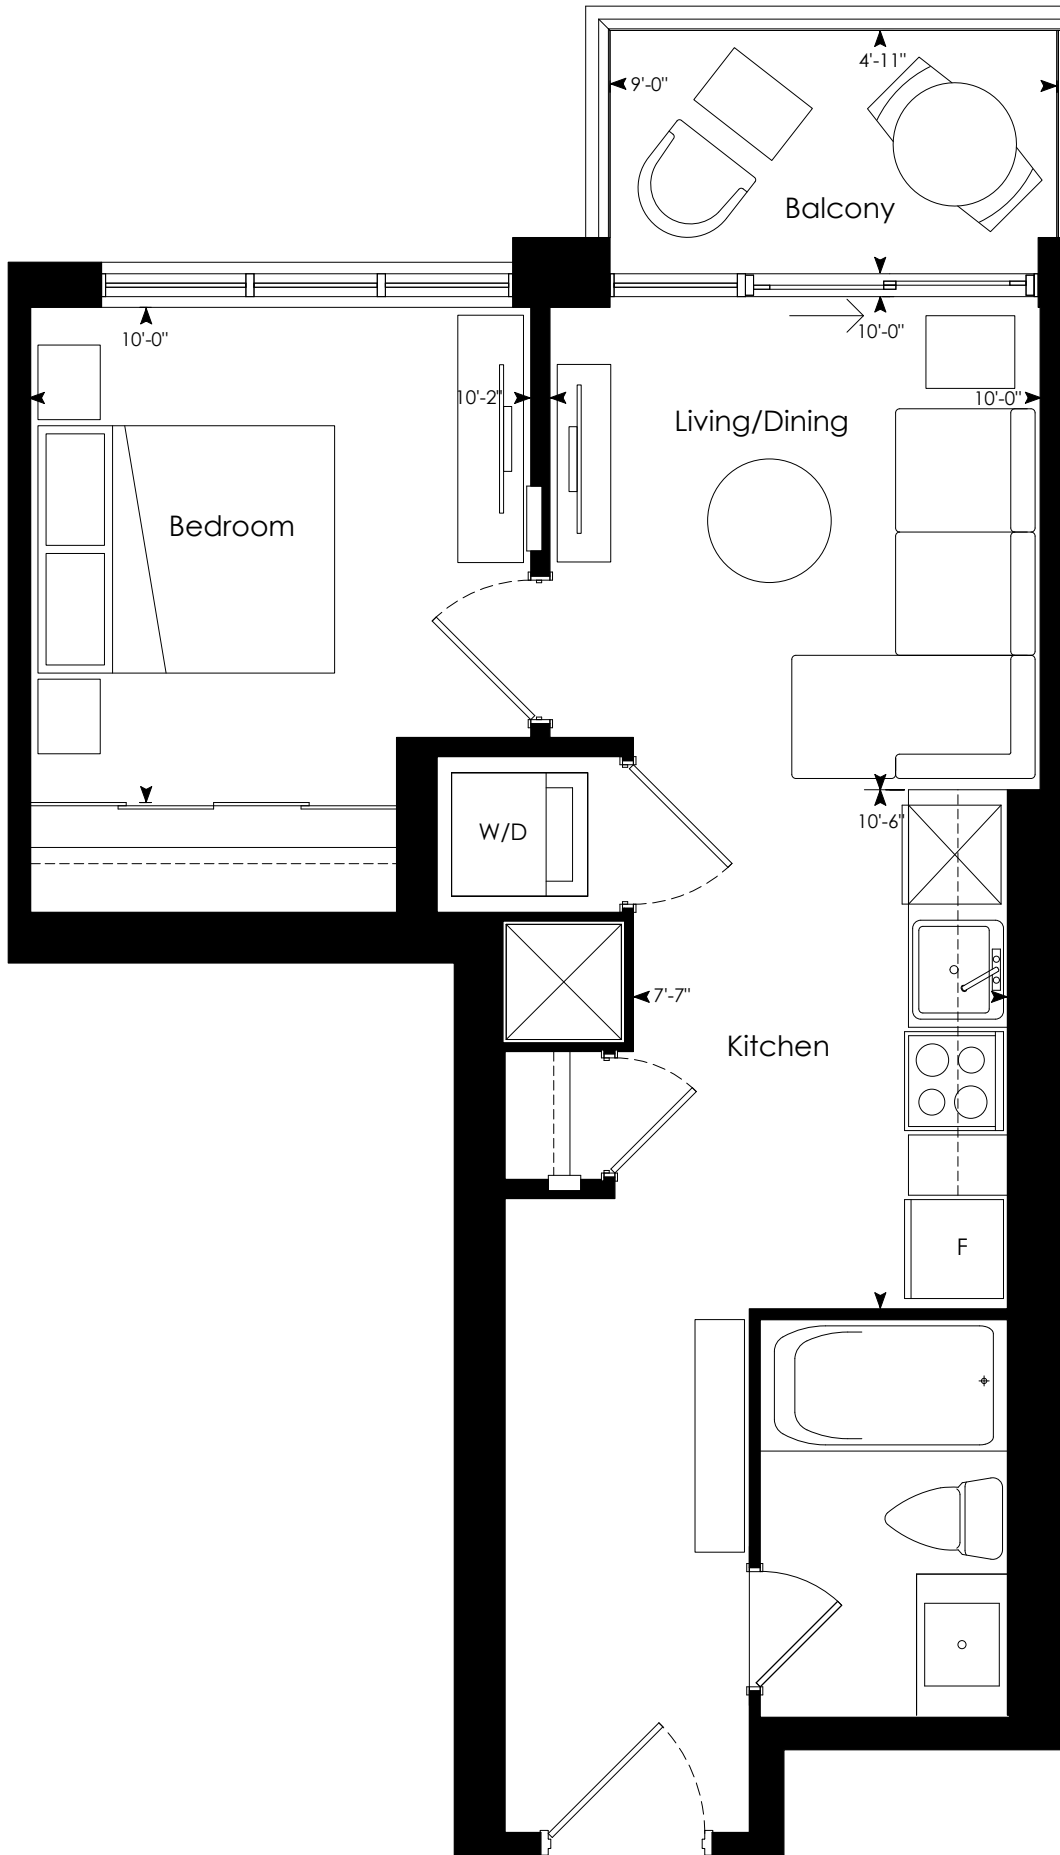 4'-11"
9'-0"
Balcony
10'-0"
10'-0"
10'-2"
10'-0"
Living/Dining
Bedroom
10'-6"
W/D
7'-7"
Kitchen
F